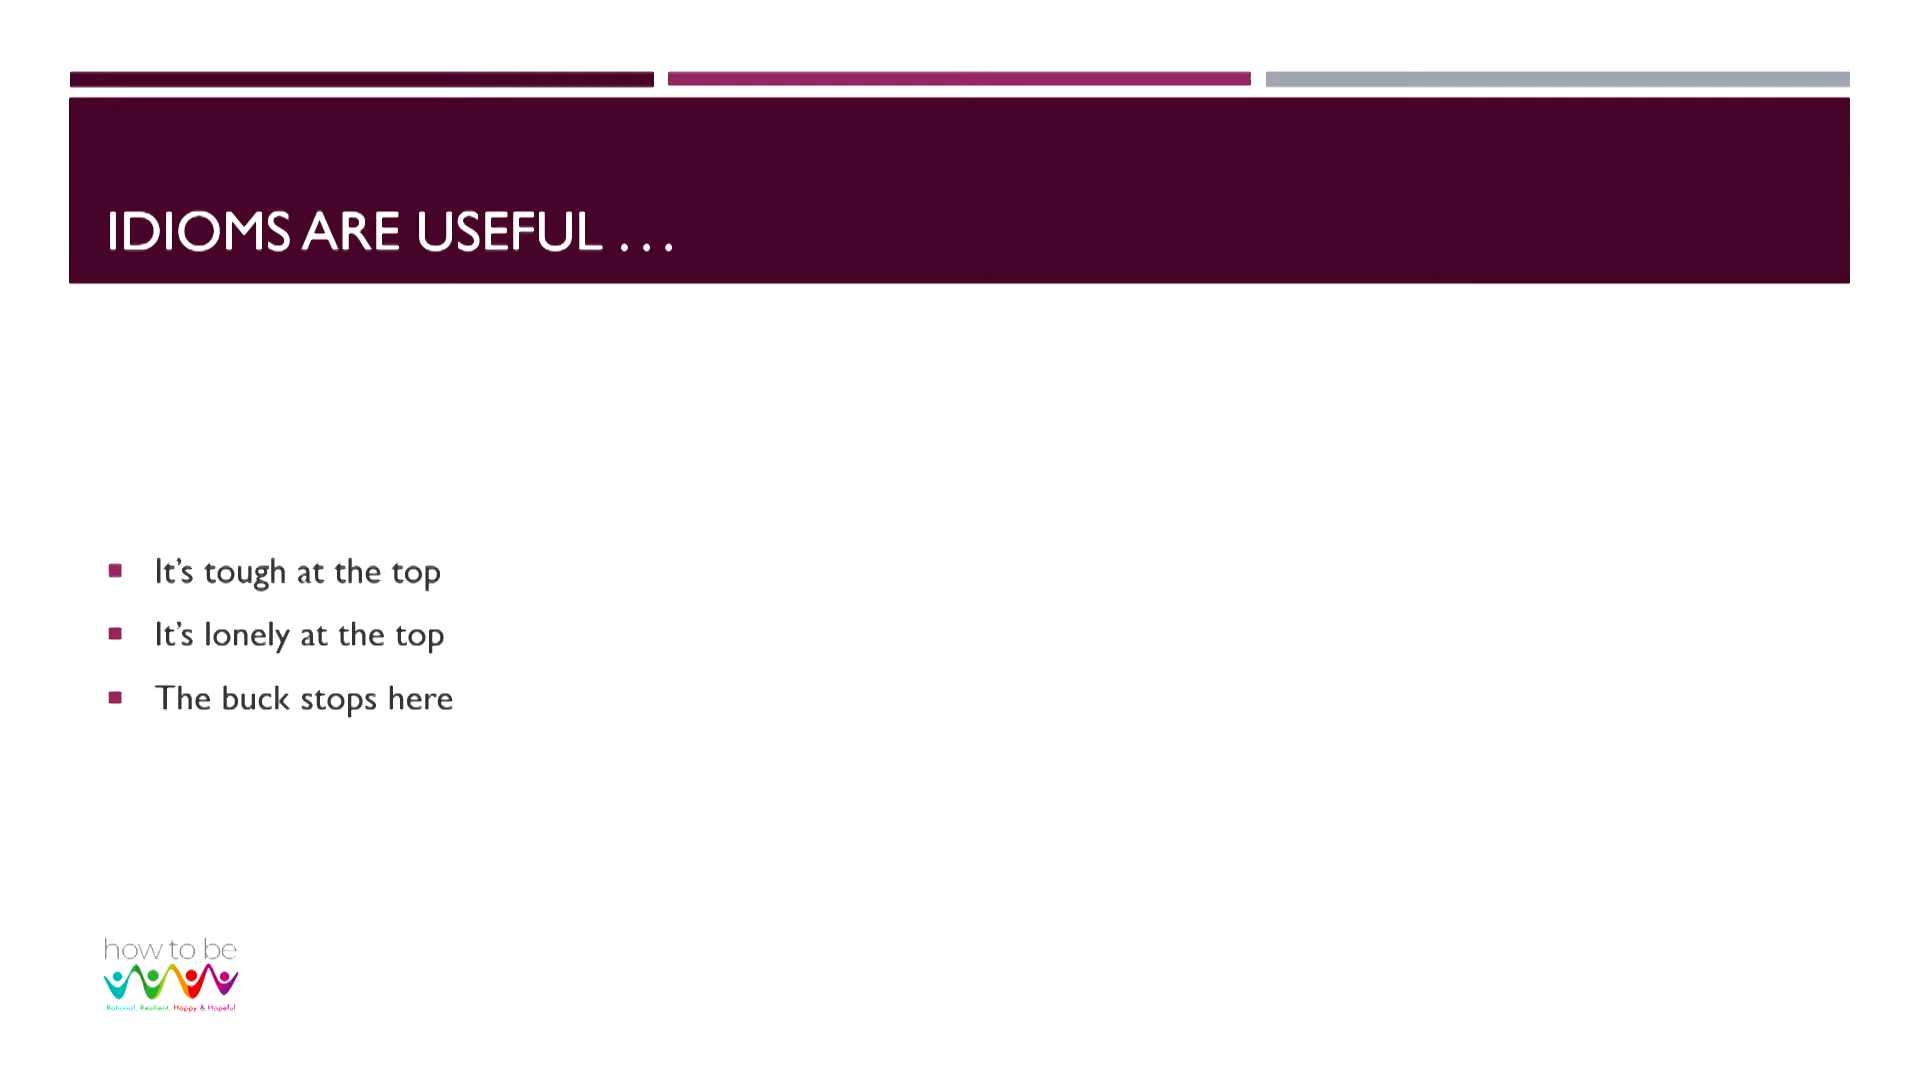 IDIOMS ARE USEFUL . . .
It’s tough at the top
It’s lonely at the top
The buck stops here
how to be
Rational, Resilient, Happy & Hopeful